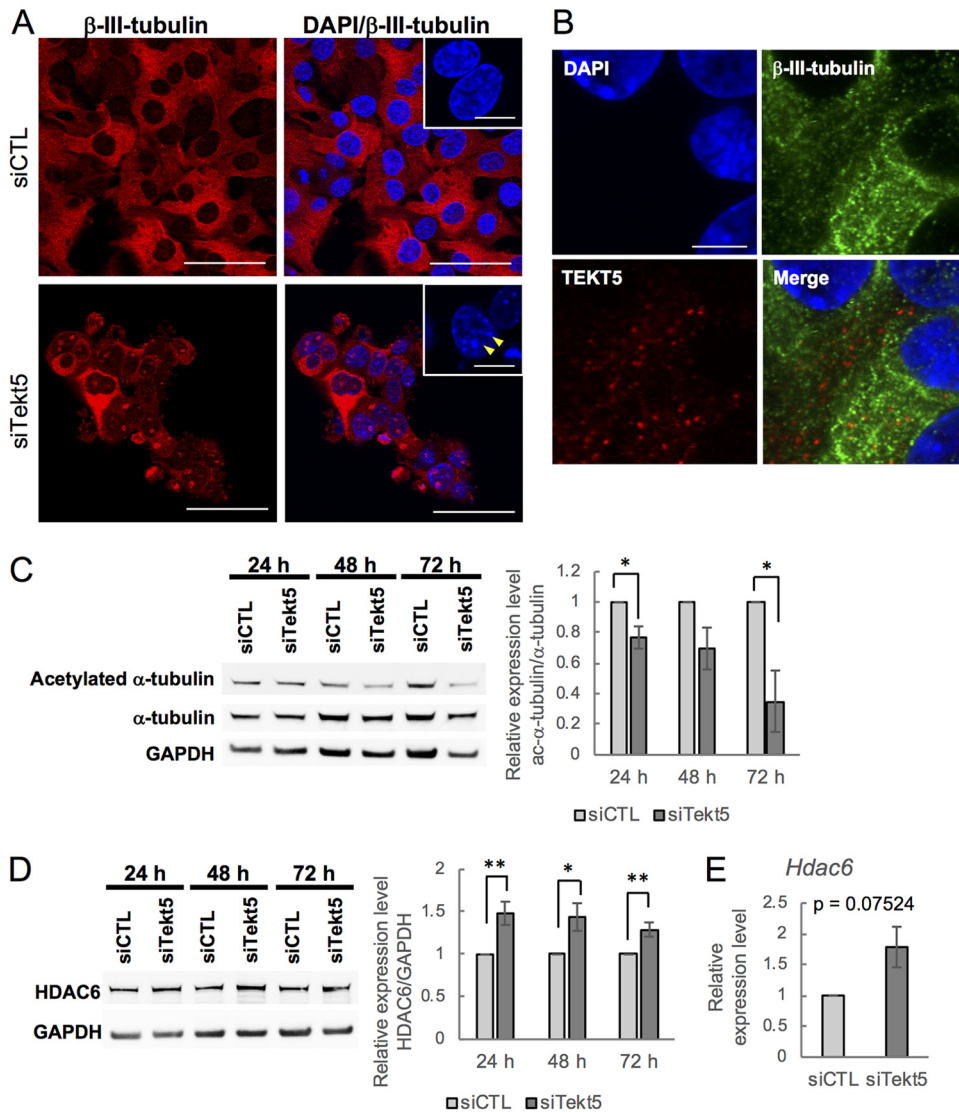 A
β-III-tubulin
DAPI/β-III-tubulin
siCTL
siTekt5
B
DAPI
β-III-tubulin
TEKT5
Merge
C
24 h 48 h 72 h
siCTL siTekt5 siCTL siTekt5 siCTL siTekt5
Acetylated α-tubulin
α-tubulin
GAPDH
Relative expression level
ac-α-tubulin/α-tubulin
1.2
1
0.8
0.6
0.4
0.2
0
* *
24 h 48 h 72 h
siCTL siTekt5
D
24 h 48 h 72 h
siCTL siTekt5 siCTL siTekt5 siCTL siTekt5
HDAC6
GAPDH
Relative expression level
HDAC6/GAPDH
2
1.5
1
0.5
0
** * **
24 h 48 h 72 h
siCTL siTekt5
E
Hdac6
p = 0.07524
Relative
expression level
2.5
2
1.5
1
0.5
0
siCTL siTekt5